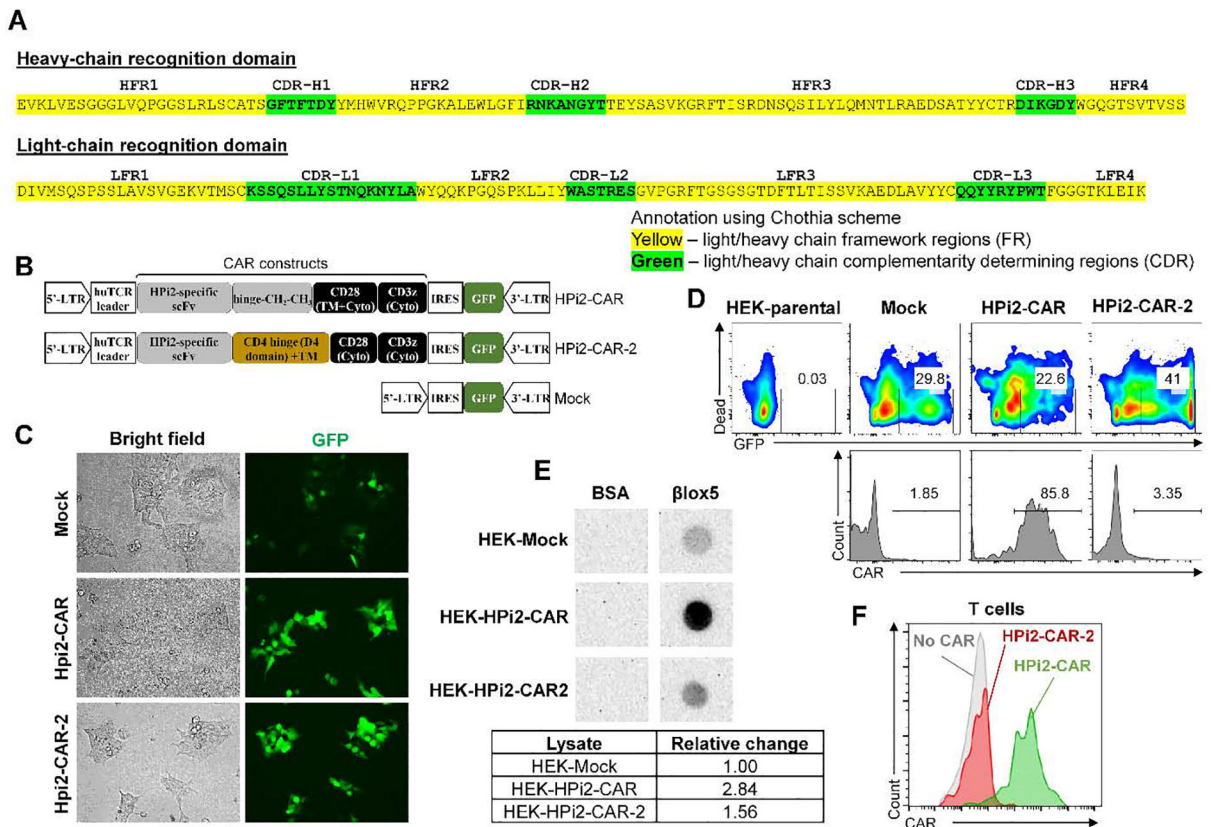 A
Heavy-chain recognition domain
HFR1 CDR-H1 HFR2 CDR-H2 HFR3 CDR-H3 HFR4
EVKLVESGGGLVQPGGSLRLSCATSGFTFTDYYMHWVRQPPGKALEWLGFIRNKANGYTTEYSASVKGRFTISRDNSQSILYLQMNTLRAEDSATYYCTRDIKGDYWGQGTSVTVSS
Light-chain recognition domain
LFR1 CDR-L1 LFR2 CDR-L2 LFR3 CDR-L3 LFR4
DIVMSQSPSSLAVSVGEKVTMSCKSSQSLLYSTNQKNYLAWYQQKPGQSPKLLIYWASTRESGVPGRFTGSGSGTDFTLTISSVKAEDLAVYYCQQYYRYPWTFGGGTKLEIK
Annotation using Chothia scheme
Yellow – light/heavy chain framework regions (FR)
Green – light/heavy chain complementarity determining regions (CDR)
B
CAR constructs
5'-LTR huTCR leader HPi2-specific scFv hinge-CH2-CH3 CD28 (TM+Cyto) CD3z (Cyto) IRES GFP 3'-LTR HPi2-CAR
5'-LTR huTCR leader HPi2-specific scFv CD4 hinge (D4 domain) +TM CD28 (Cyto) CD3z (Cyto) IRES GFP 3'-LTR HPi2-CAR-2
5'-LTR IRES GFP 3'-LTR Mock
C
Bright field GFP
Mock
Hpi2-CAR
Hpi2-CAR-2
D
HEK-parental Mock HPi2-CAR HPi2-CAR-2
Dead
0.03 29.8 22.6 41
GFP
Count
1.85 85.8 3.35
CAR
E
BSA βlox5
HEK-Mock
HEK-HPi2-CAR
HEK-HPi2-CAR2
Lysate Relative change
HEK-Mock 1.00
HEK-HPi2-CAR 2.84
HEK-HPi2-CAR-2 1.56
F
T cells
No CAR
HPi2-CAR-2
HPi2-CAR
Count
CAR